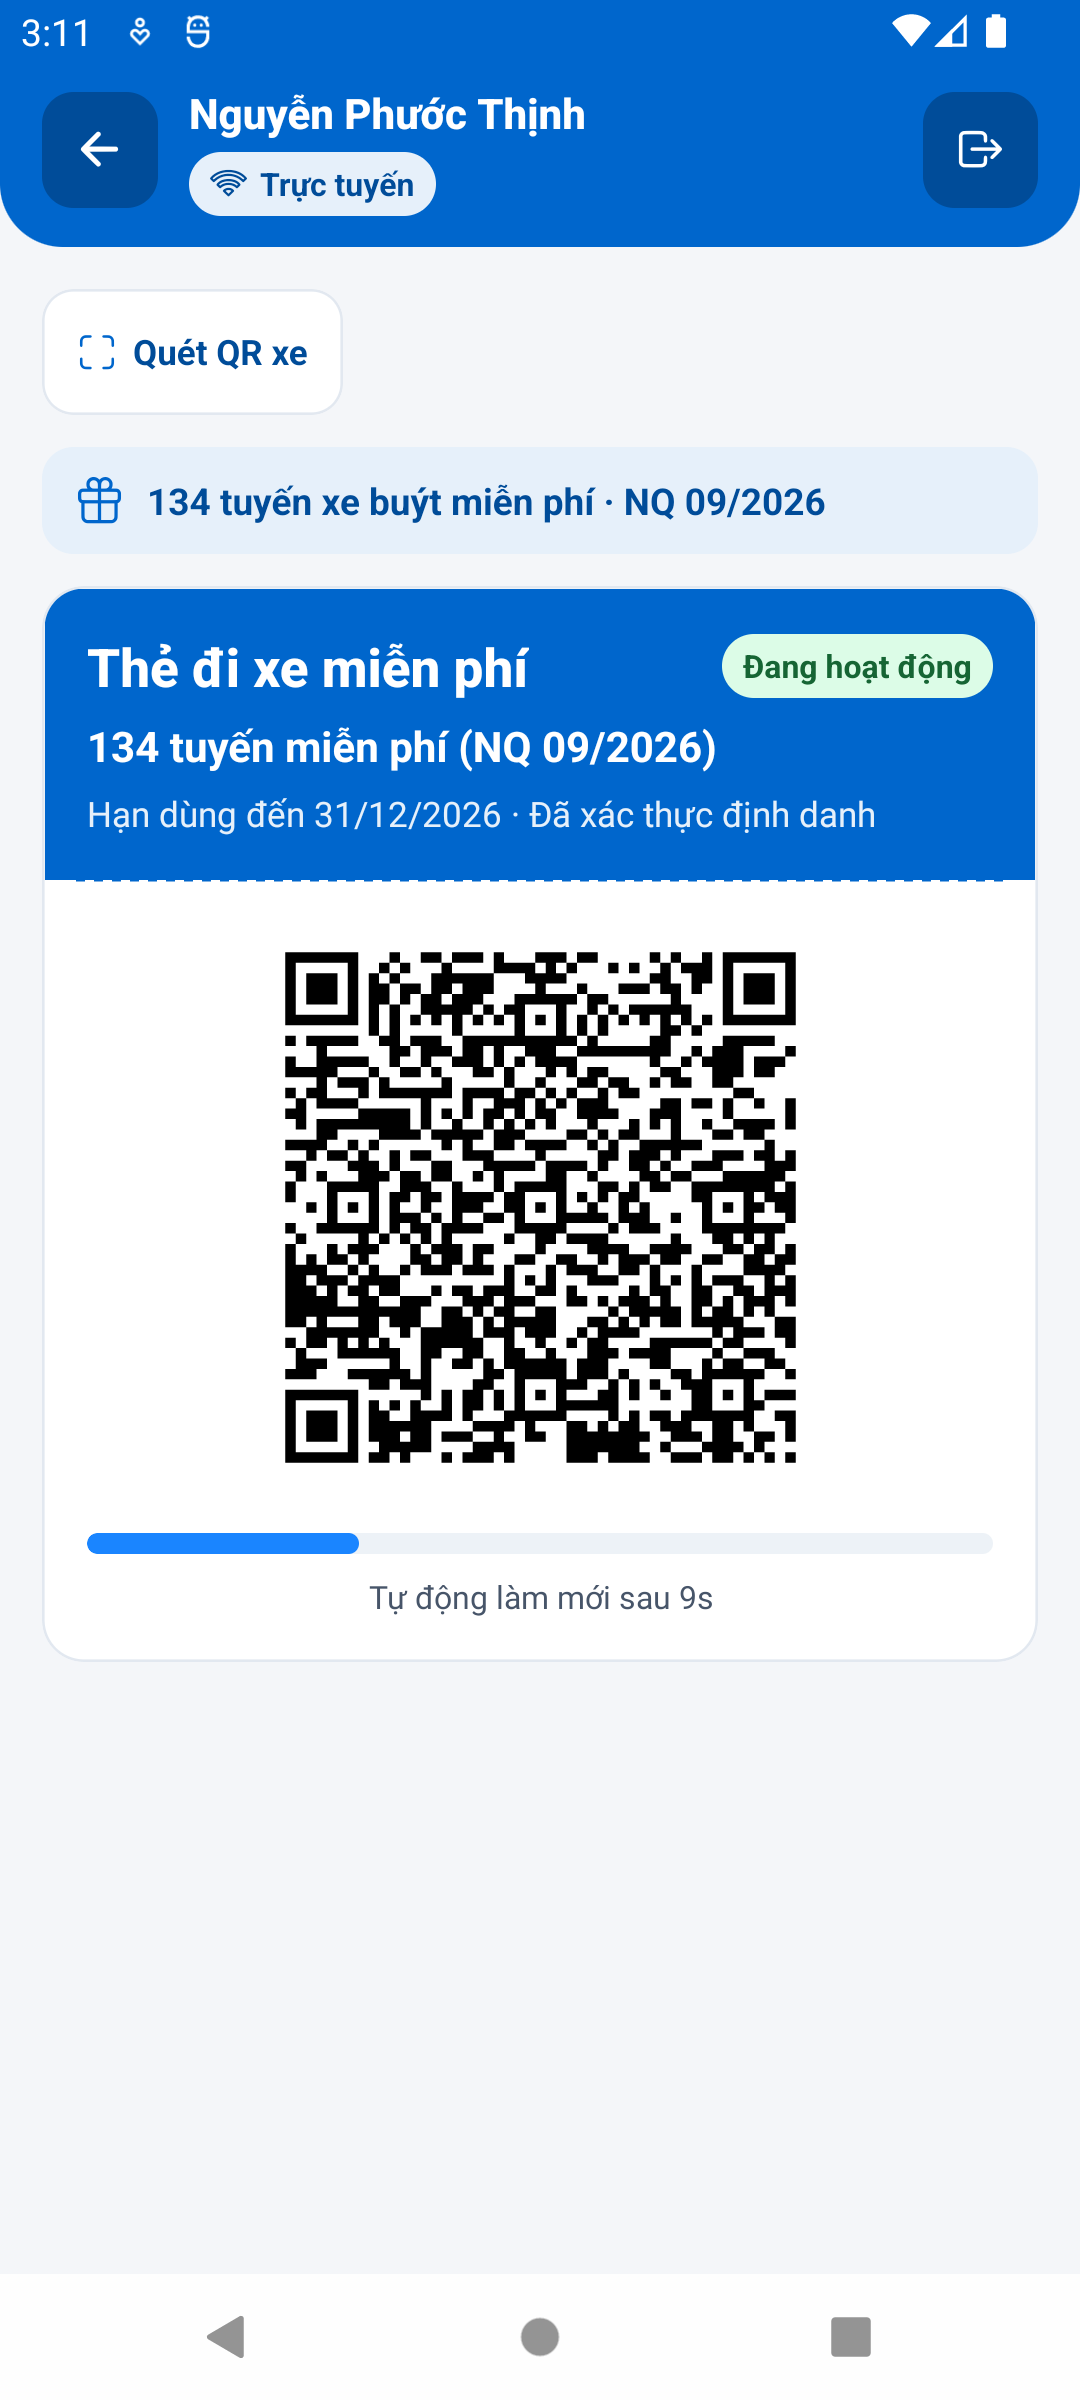 3:11
Nguyễn Phước Thịnh
Trực tuyến
Quét QR xe
134 tuyến xe buýt miễn phí · NQ 09/2026
Thẻ đi xe miễn phí
Đang hoạt động
134 tuyến miễn phí (NQ 09/2026)
Hạn dùng đến 31/12/2026 · Đã xác thực định danh
Tự động làm mới sau 9s